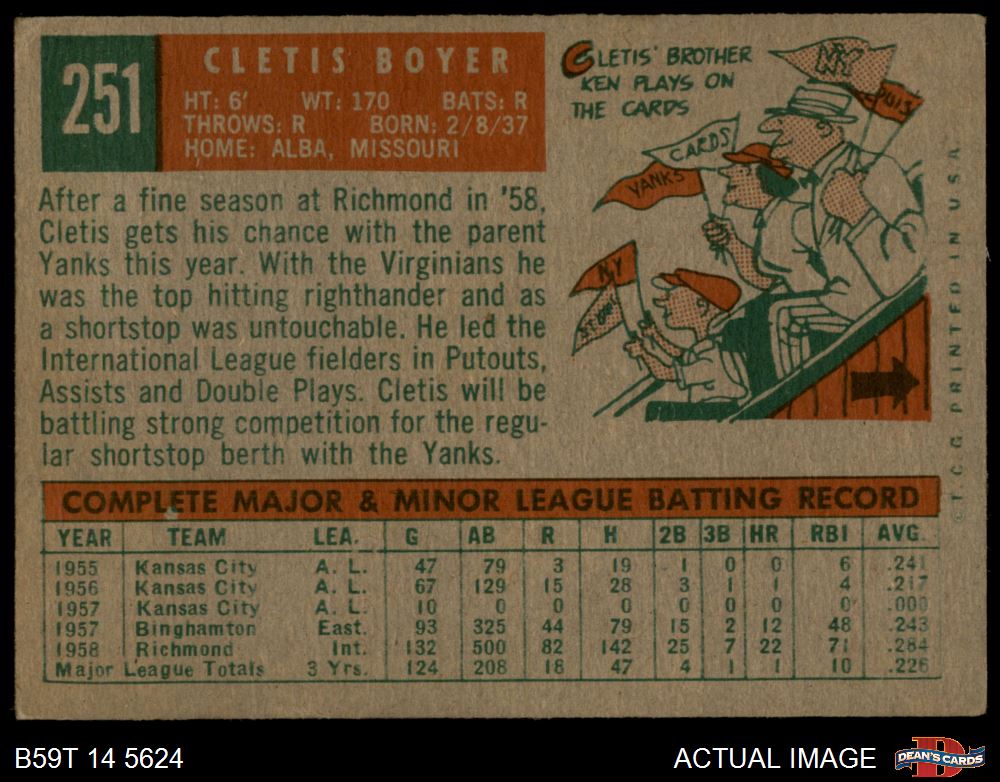 251
CLETIS BOYER
HT: 6' WT: 170 BATS: R
THROWS: R BORN: 2/8/37
HOME: ALBA, MISSOURI
CLETIS' BROTHER
KEN PLAYS ON
THE CARDS
NY
CARDS
YANKS
NY
After a fine season at Richmond in '58,
Cletis gets his chance with the parent
Yanks this year. With the Virginians he
was the top hitting righthander and as
a shortstop was untouchable. He led the
International League fielders in Putouts,
Assists and Double Plays. Cletis will be
battling strong competition for the regu-
lar shortstop berth with the Yanks.
©T.C.G. PRINTED IN U.S.A.
COMPLETE MAJOR & MINOR LEAGUE BATTING RECORD
YEAR TEAM LEA. G AB R H 2B 3B HR RBI AVG.
1955 Kansas City A. L. 47 79 3 19 1 0 0 6 .241
1956 Kansas City A. L. 67 129 15 28 3 1 1 4 .217
1957 Kansas City A. L. 10 0 0 0 0 0 0 0 .000
1957 Binghamton East. 93 325 44 79 15 2 12 48 .243
1958 Richmond Int. 132 500 82 142 25 7 22 71 .284
Major League Totals 3 Yrs. 124 208 18 47 4 1 1 10 .226
B59T 14 5624
ACTUAL IMAGE
D
DEAN'S CARDS